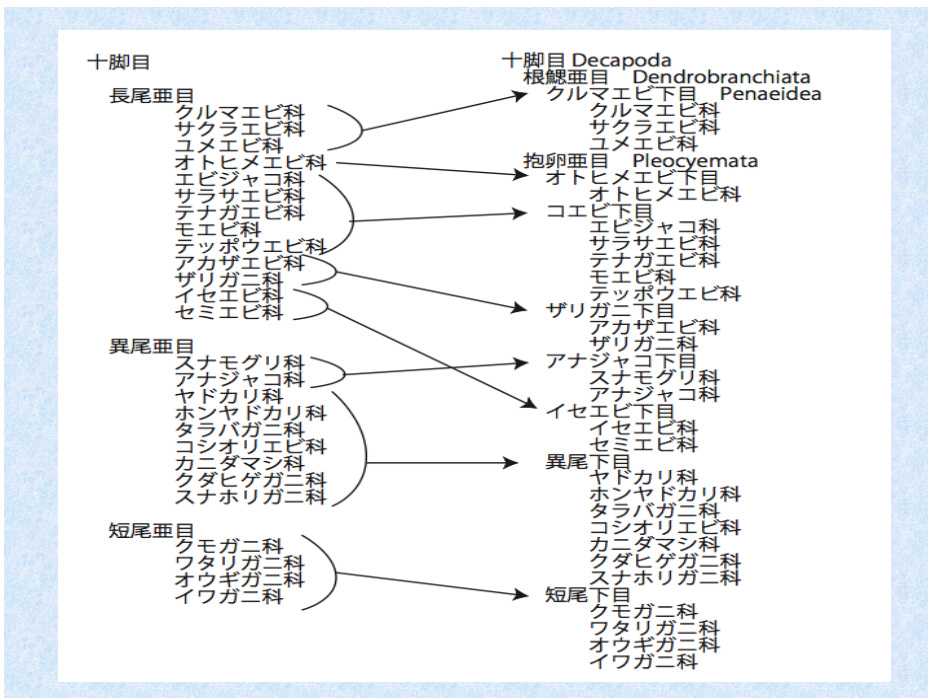 十脚目
長尾亜目
クルマエビ科
サクラエビ科
ユメエビ科
オトヒメエビ科
エビジャコ科
サラサエビ科
テナガエビ科
モエビ科
テッポウエビ科
アカザエビ科
ザリガニ科
イセエビ科
セミエビ科
異尾亜目
スナモグリ科
アナジャコ科
ヤドカリ科
ホンヤドカリ科
タラバガニ科
コシオリエビ科
カニダマシ科
クダヒゲガニ科
スナホリガニ科
短尾亜目
クモガニ科
ワタリガニ科
オウギガニ科
イワガニ科
十脚目 Decapoda
根鰓亜目 Dendrobranchiata
クルマエビ下目 Penaeidea
クルマエビ科
サクラエビ科
ユメエビ科
抱卵亜目 Pleocyemata
オトヒメエビ下目
オトヒメエビ科
コエビ下目
エビジャコ科
サラサエビ科
テナガエビ科
モエビ科
テッポウエビ科
ザリガニ下目
アカザエビ科
ザリガニ科
アナジャコ下目
スナモグリ科
アナジャコ科
イセエビ下目
イセエビ科
セミエビ科
異尾下目
ヤドカリ科
ホンヤドカリ科
タラバガニ科
コシオリエビ科
カニダマシ科
クダヒゲガニ科
スナホリガニ科
短尾下目
クモガニ科
ワタリガニ科
オウギガニ科
イワガニ科